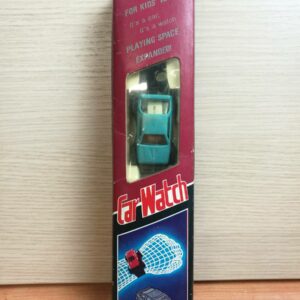 FOR KIDS'
it's a car,
it's a watch
PLAYING SPACE
EXPANDER!
Car Watch